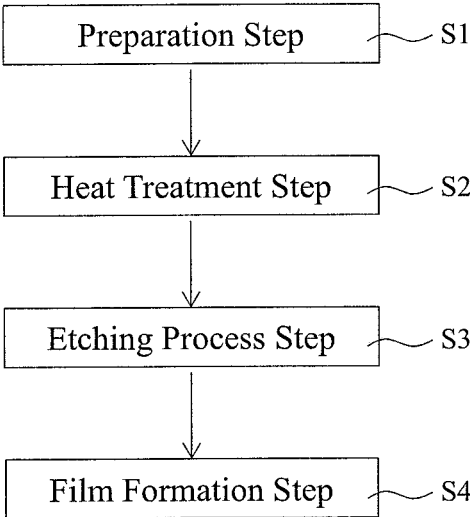 Preparation Step S1
Heat Treatment Step S2
Etching Process Step S3
Film Formation Step S4